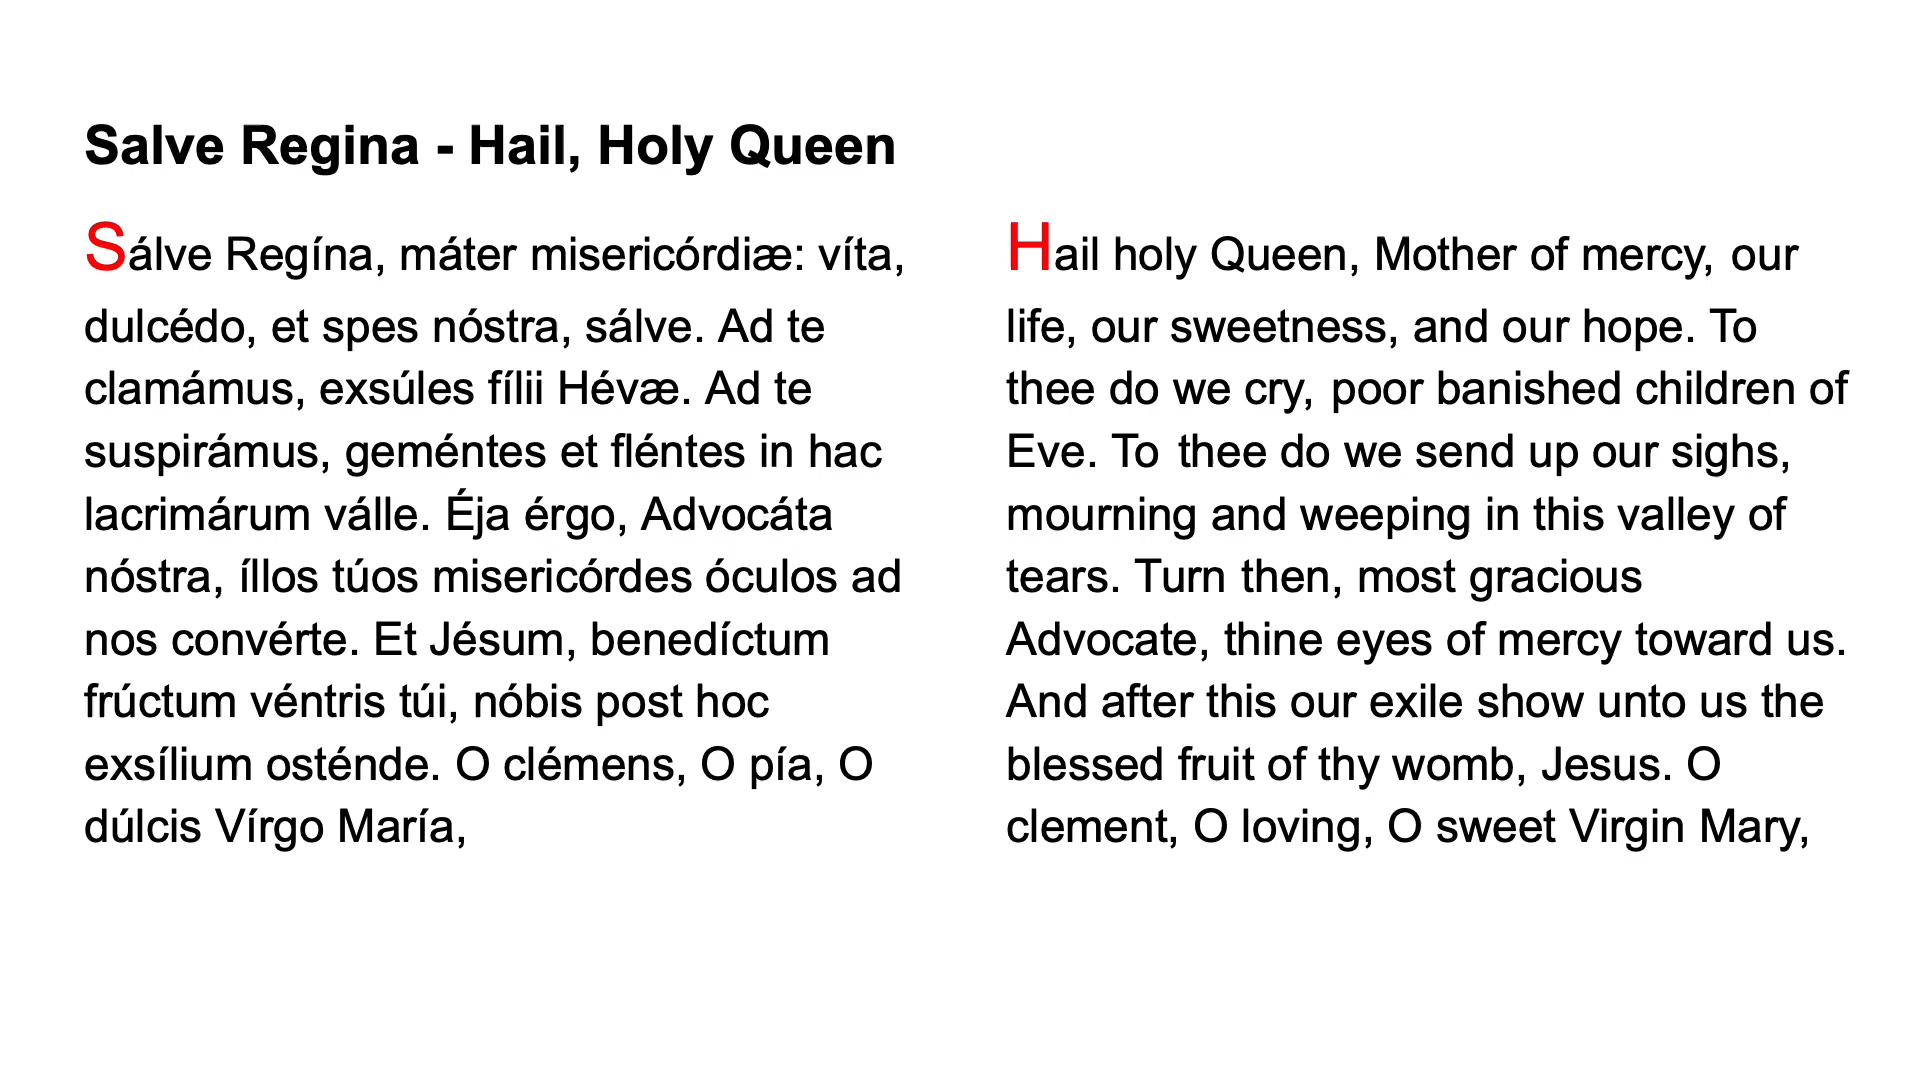 Salve Regina - Hail, Holy Queen
Sálve Regína, máter misericórdiæ: víta,
dulcédo, et spes nóstra, sálve. Ad te
clamámus, exsúles fílii Hévæ. Ad te
suspirámus, geméntes et fléntes in hac
lacrimárum válle. Éja érgo, Advocáta
nóstra, íllos túos misericórdes óculos ad
nos convérte. Et Jésum, benedíctum
frúctum véntris túi, nóbis post hoc
exsílium osténde. O clémens, O pía, O
dúlcis Vírgo María,
Hail holy Queen, Mother of mercy, our
life, our sweetness, and our hope. To
thee do we cry, poor banished children of
Eve. To thee do we send up our sighs,
mourning and weeping in this valley of
tears. Turn then, most gracious
Advocate, thine eyes of mercy toward us.
And after this our exile show unto us the
blessed fruit of thy womb, Jesus. O
clement, O loving, O sweet Virgin Mary,